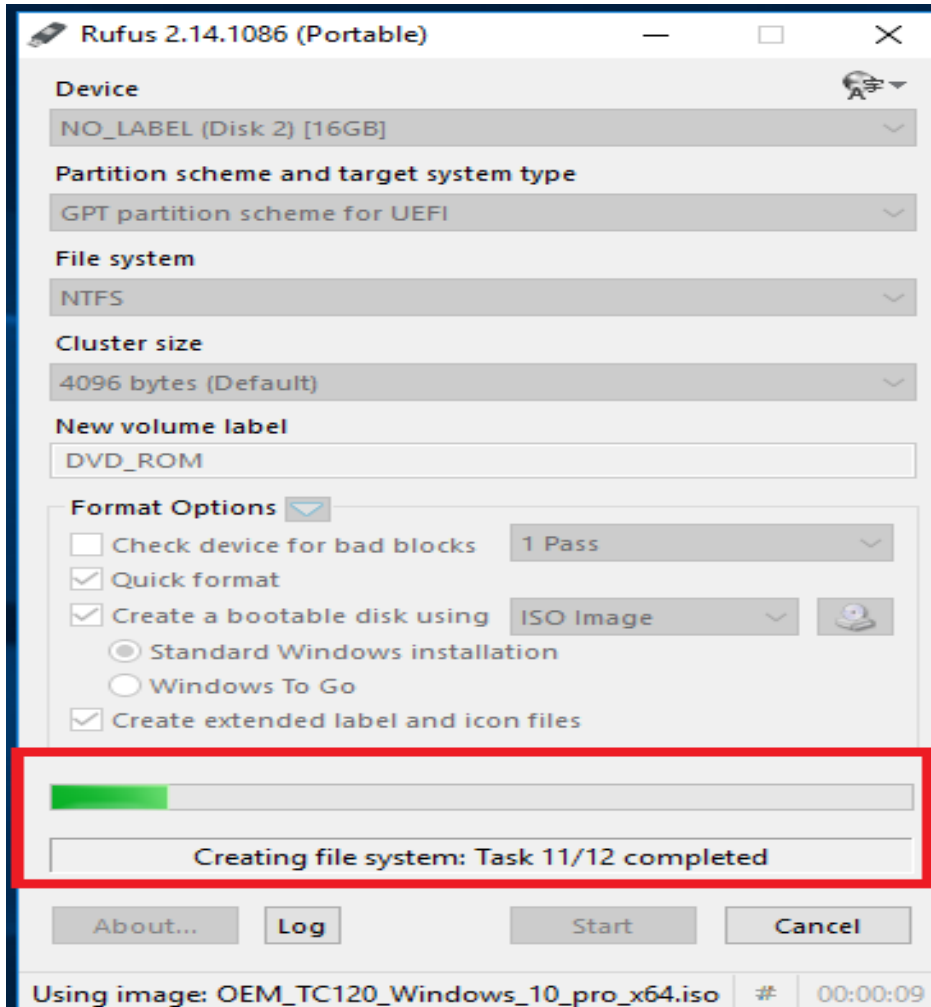 Rufus 2.14.1086 (Portable)
Device
NO_LABEL (Disk 2) [16GB]
Partition scheme and target system type
GPT partition scheme for UEFI
File system
NTFS
Cluster size
4096 bytes (Default)
New volume label
DVD_ROM
Format Options
Check device for bad blocks 1 Pass
Quick format
Create a bootable disk using ISO Image
Standard Windows installation
Windows To Go
Create extended label and icon files
Creating file system: Task 11/12 completed
About... Log Start Cancel
Using image: OEM_TC120_Windows_10_pro_x64.iso # 00:00:09